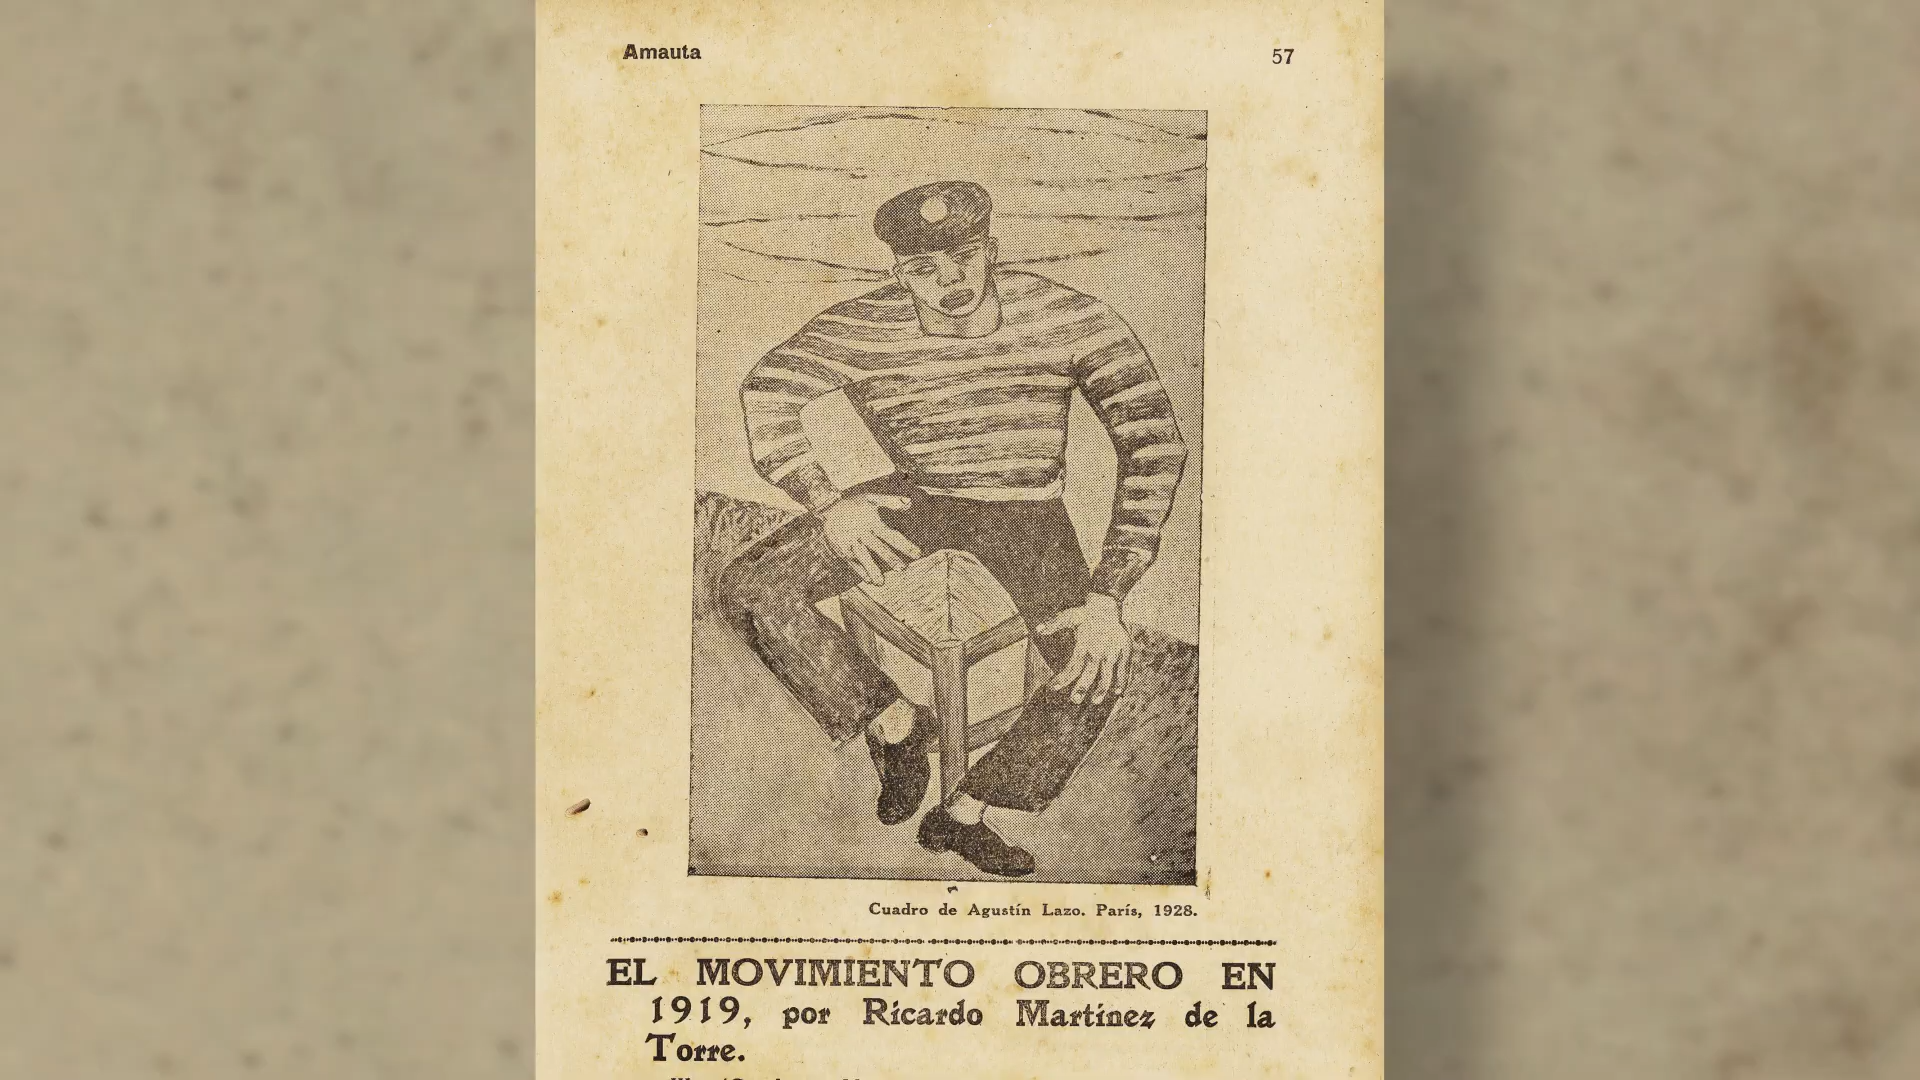 Amauta 57
Cuadro de Agustín Lazo. París, 1928.
EL MOVIMIENTO OBRERO EN
1919, por Ricardo Martínez de la
Torre.